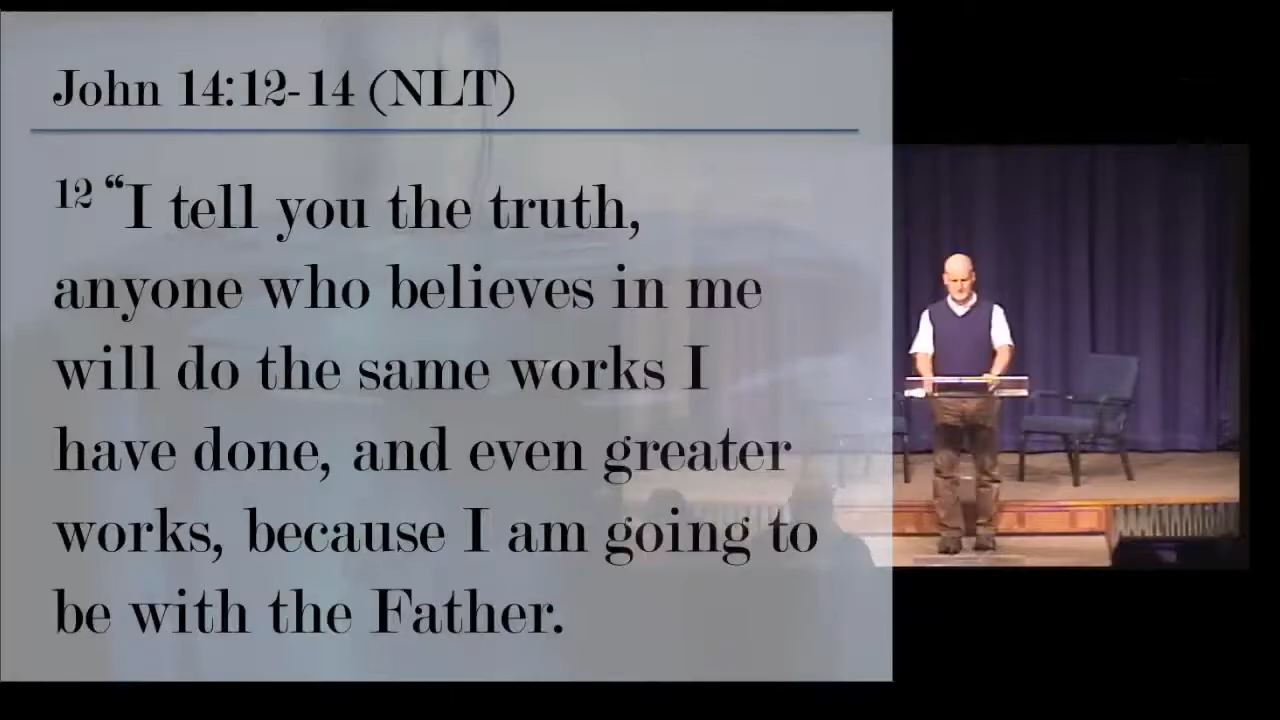 John 14:12-14 (NLT)
12 “I tell you the truth,
anyone who believes in me
will do the same works I
have done, and even greater
works, because I am going to
be with the Father.